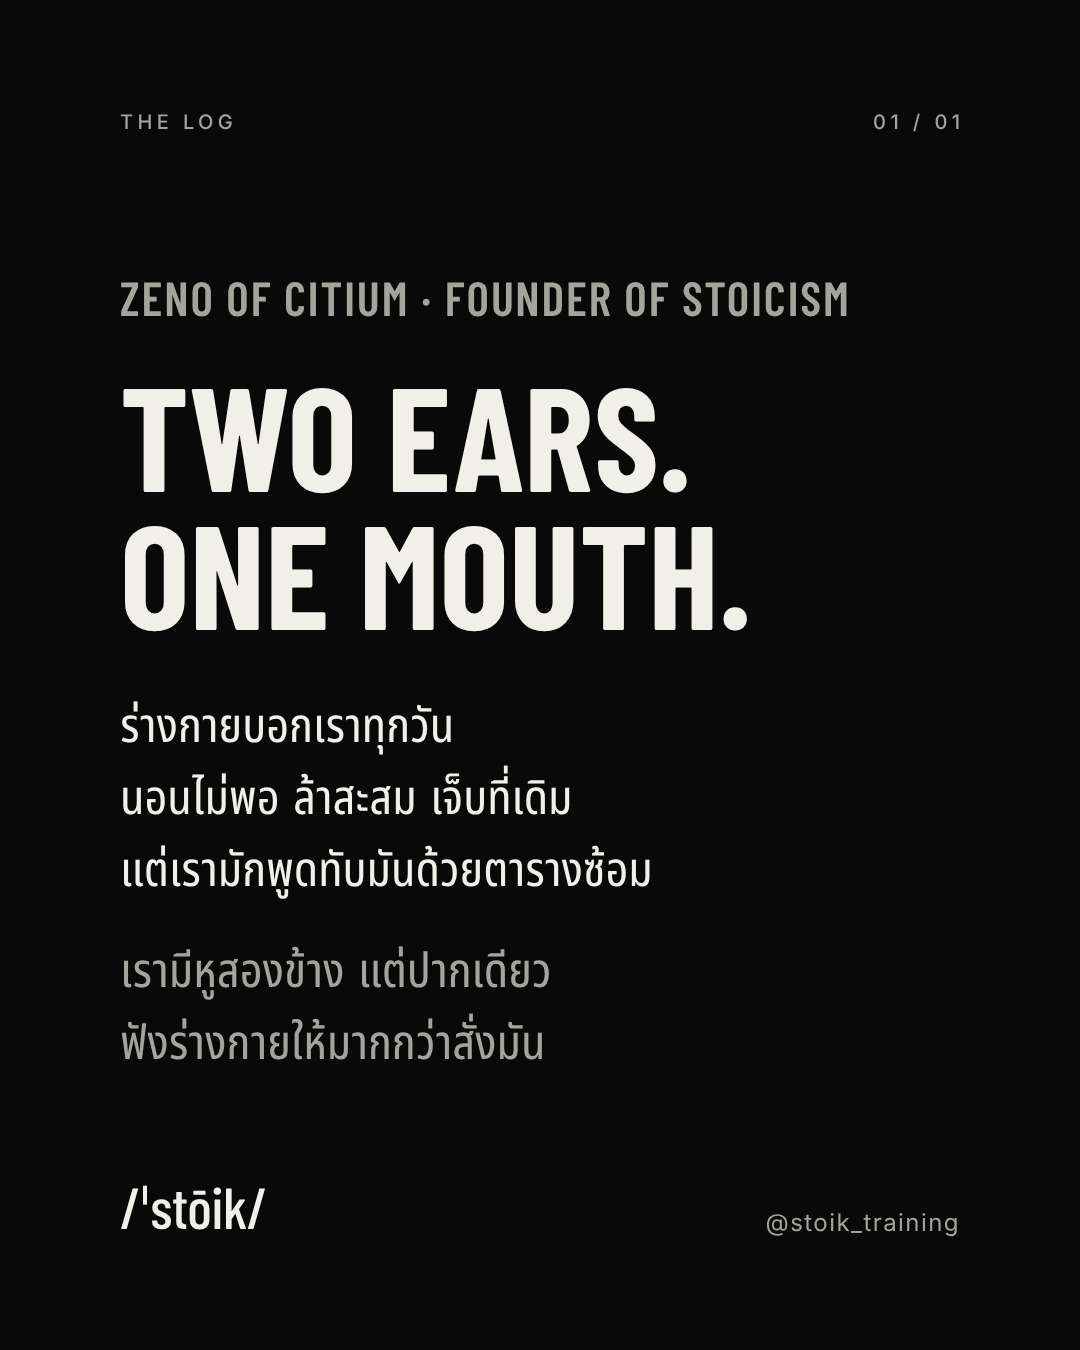 THE LOG
01 / 01
ZENO OF CITIUM · FOUNDER OF STOICISM
TWO EARS.
ONE MOUTH.
ร่างกายบอกเราทุกวัน
นอนไม่พอ ล้าสะสม เจ็บที่เดิม
แต่เรามักพูดทับมันด้วยตารางซ้อม
เรามีหูสองข้าง แต่ปากเดียว
ฟังร่างกายให้มากกว่าสั่งมัน
/ˈstōik/
@stoik_training